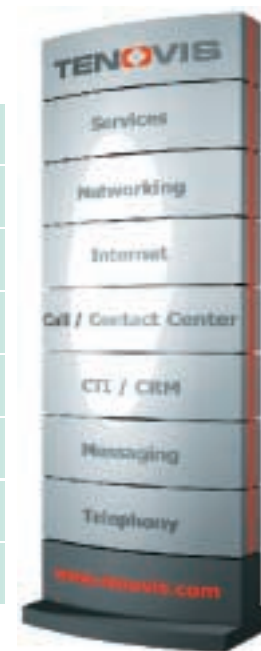 TENOVIS
Services
Networking
Internet
Call / Contact Center
CTI / CRM
Messaging
Telephony
www.tenovis.com